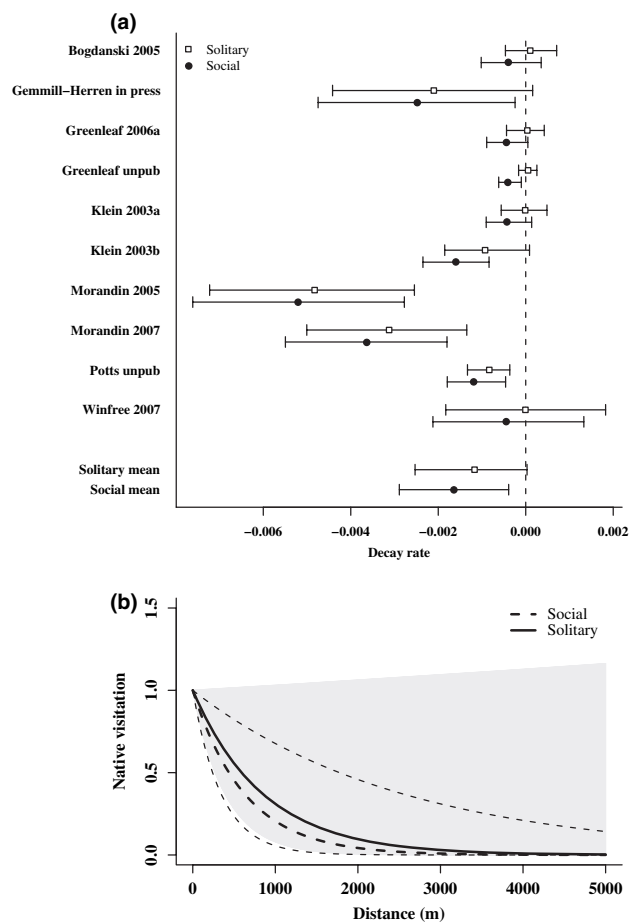 (a)
Solitary
Social
Bogdanski 2005
Gemmill–Herren in press
Greenleaf 2006a
Greenleaf unpub
Klein 2003a
Klein 2003b
Morandin 2005
Morandin 2007
Potts unpub
Winfree 2007
Solitary mean
Social mean
−0.006 −0.004 −0.002 0.000 0.002
Decay rate
(b)
Social
Solitary
1.5
1.0
0.5
0.0
Native visitation
0 1000 2000 3000 4000 5000
Distance (m)